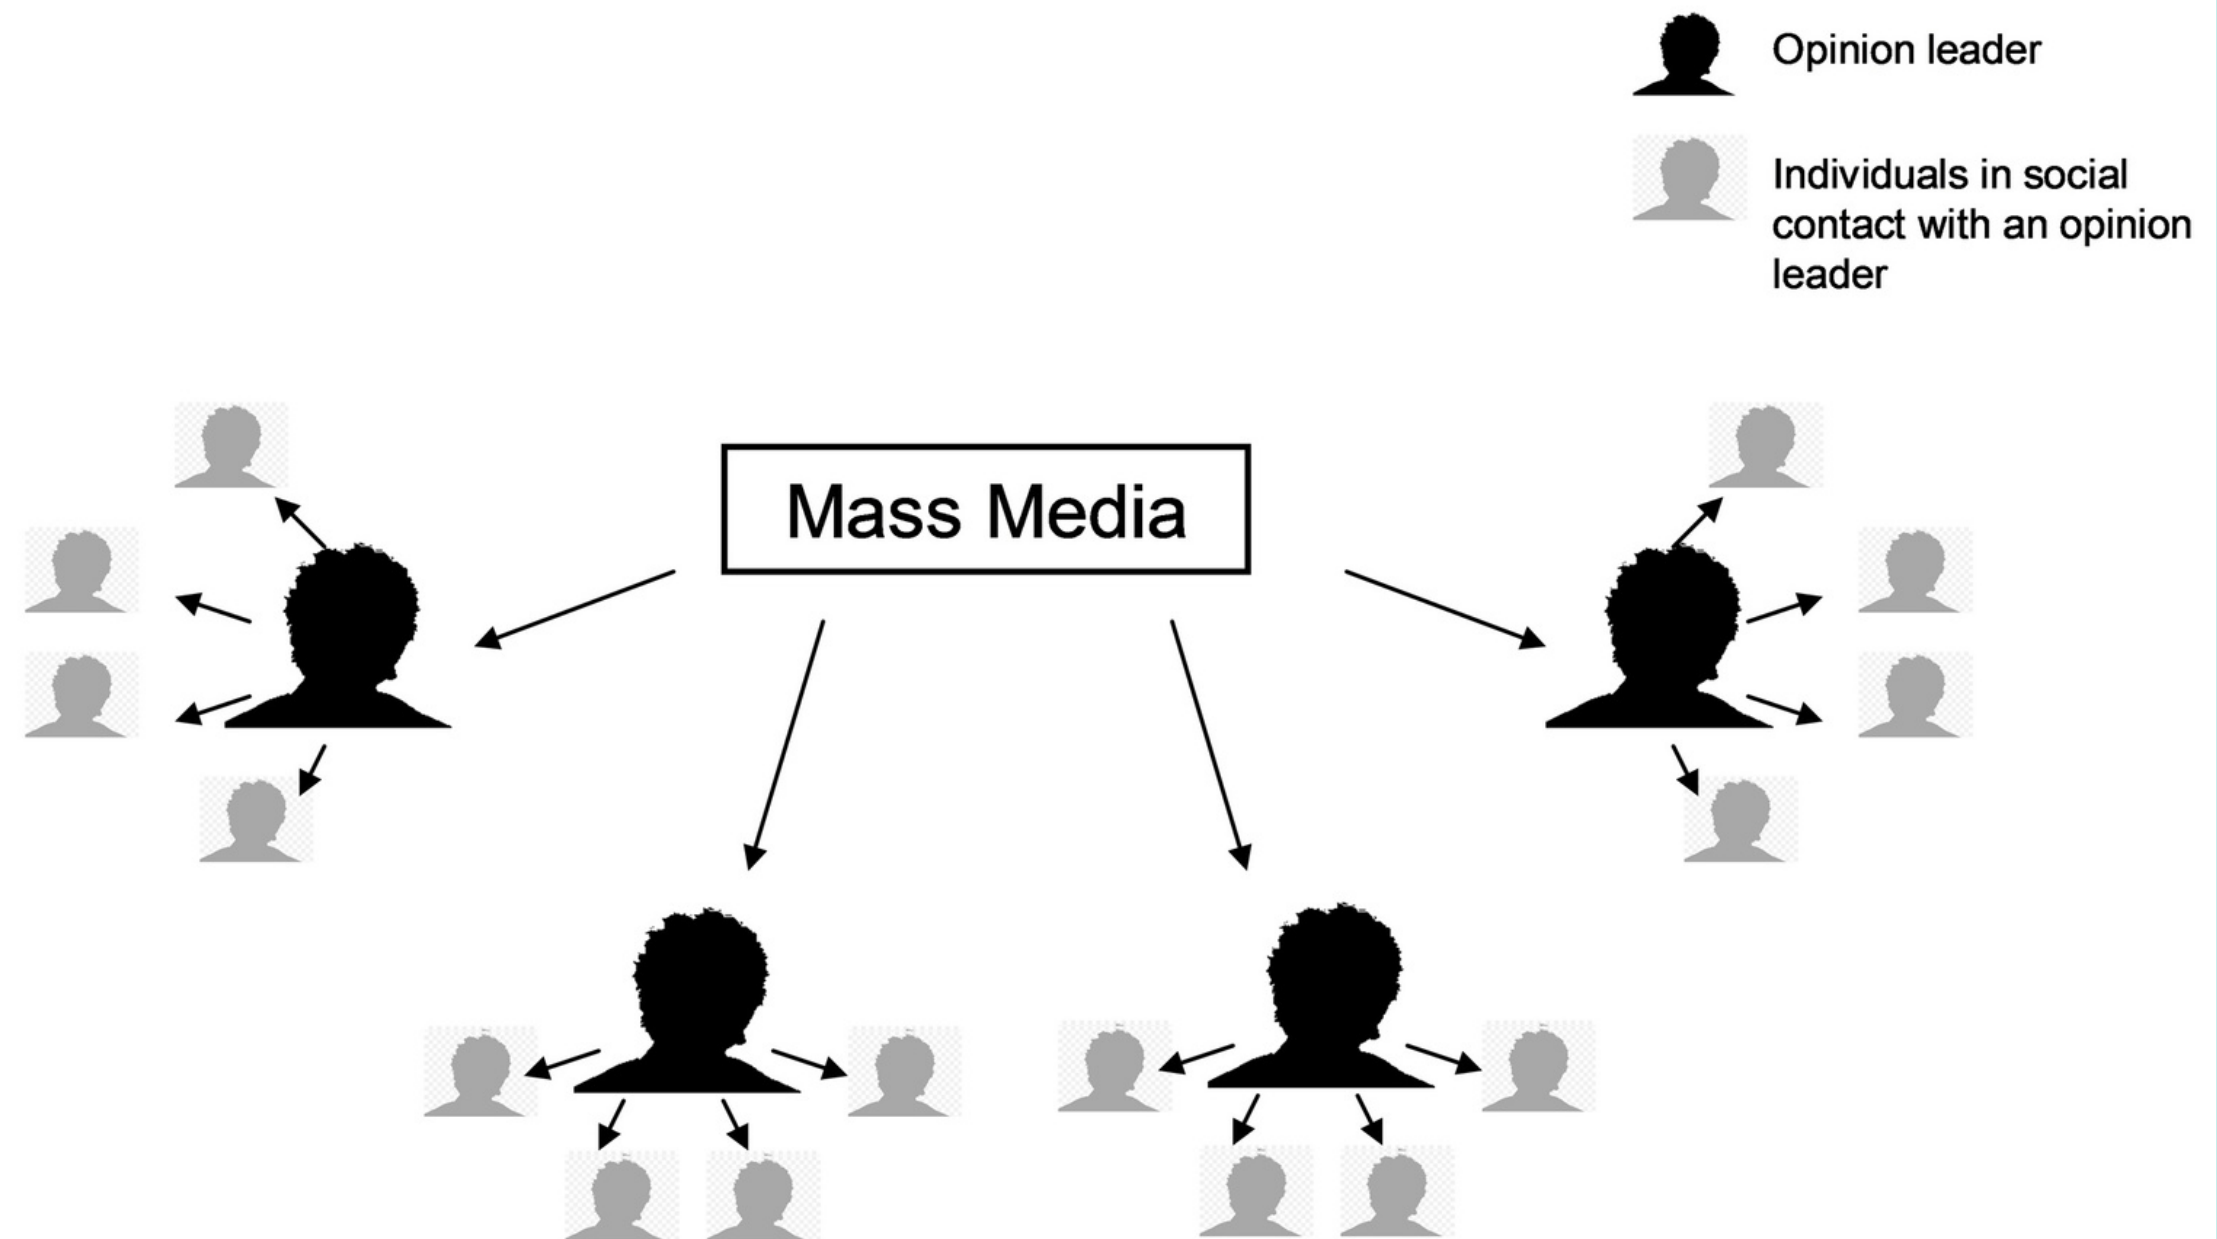 Opinion leader
Individuals in social
contact with an opinion
leader
Mass Media